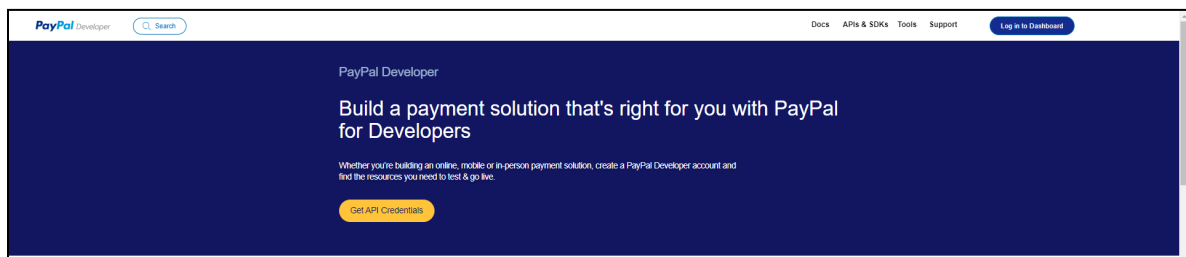 PayPal Developer Search Docs APIs & SDKs Tools Support Log in to Dashboard
PayPal Developer
Build a payment solution that's right for you with PayPal
for Developers
Whether you're building an online, mobile or in-person payment solution, create a PayPal Developer account and
find the resources you need to test & go live.
Get API Credentials